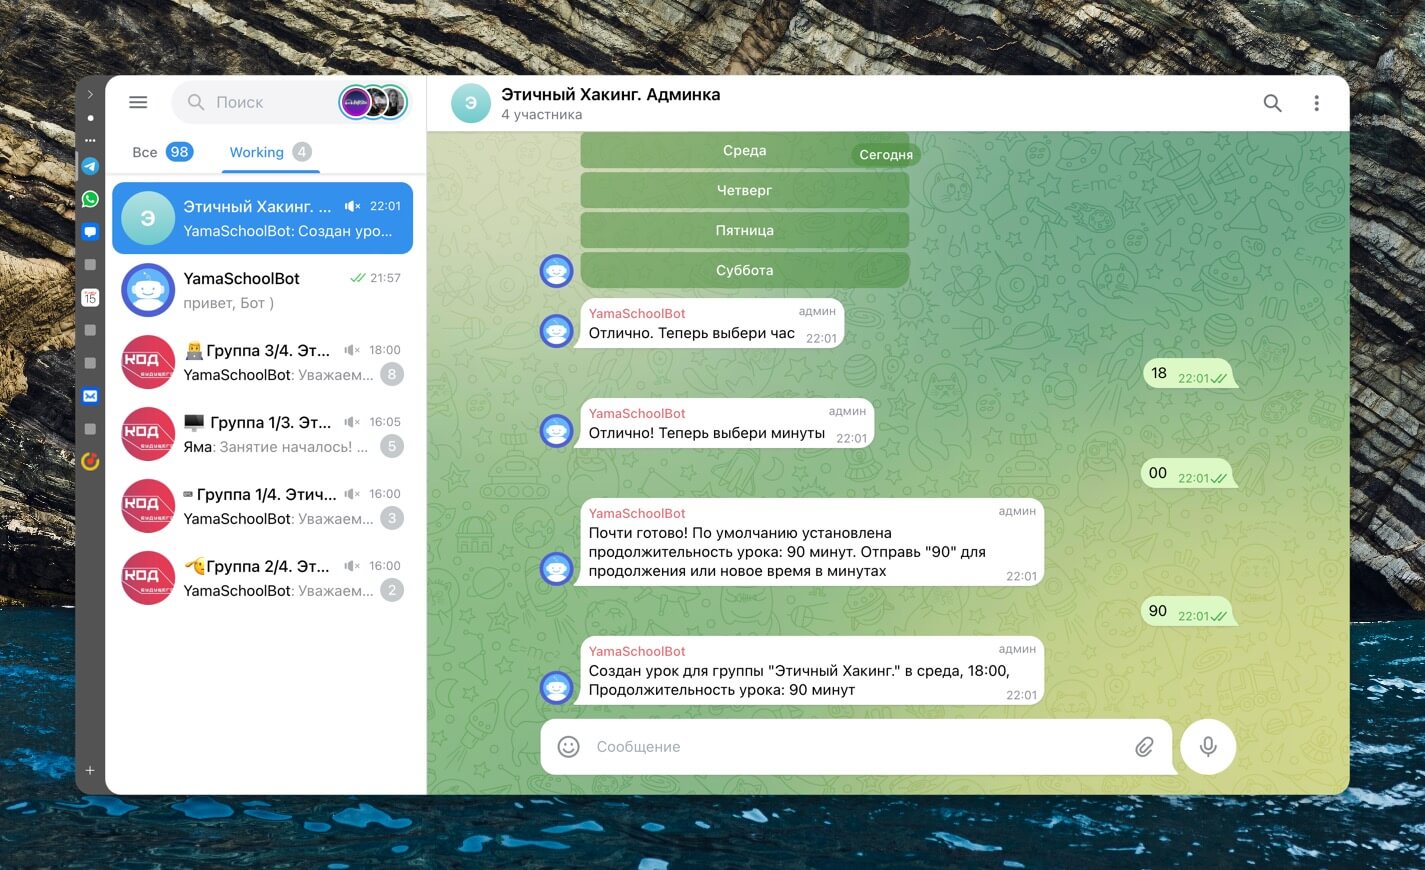 Поиск
Все 98
Working 4
Э
Этичный Хакинг. ...
22:01
YamaSchoolBot: Создан уро...
YamaSchoolBot
21:57
привет, Бот )
КОД
БУДУЩЕГО
Группа 3/4. Эт...
18:00
YamaSchoolBot: Уважаем...
8
КОД
БУДУЩЕГО
Группа 1/3. Эт...
16:05
Яма: Занятие началось! ...
5
КОД
БУДУЩЕГО
Группа 1/4. Этич...
16:00
YamaSchoolBot: Уважаем...
3
КОД
БУДУЩЕГО
Группа 2/4. Эт...
16:00
YamaSchoolBot: Уважаем...
2
15
Э
Этичный Хакинг. Админка
4 участника
Среда
Сегодня
Четверг
Пятница
Суббота
YamaSchoolBot
админ
Отлично. Теперь выбери час
22:01
18
22:01
YamaSchoolBot
админ
Отлично! Теперь выбери минуты
22:01
00
22:01
YamaSchoolBot
админ
Почти готово! По умолчанию установлена
продолжительность урока: 90 минут. Отправь "90" для
продолжения или новое время в минутах
22:01
90
22:01
YamaSchoolBot
админ
Создан урок для группы "Этичный Хакинг." в среда, 18:00,
Продолжительность урока: 90 минут
22:01
Сообщение